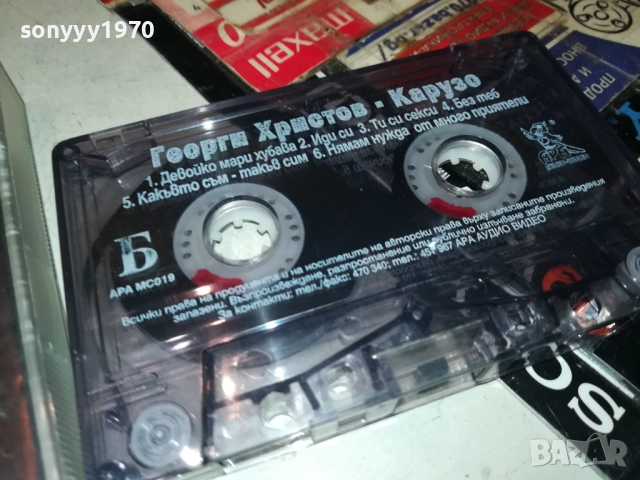 sonyyy1970
maxell
Георги Христов - Карузо
1. Девойко мари хубава 2. Иди си 3. Ти си секси 4. Без теб
5. Какъвто съм - такъв съм 6. Нямам нужда от много приятели
Б
АРА МС019
Всички права на продуцента и на носителите на авторски права върху записаните произведения
запазени. Възпроизвеждане, разпространение или публично излъчване забранени.
За контакти: тел./факс: 470 340; тел.: 454 967 АРА АУДИО ВИДЕО
BAZAR